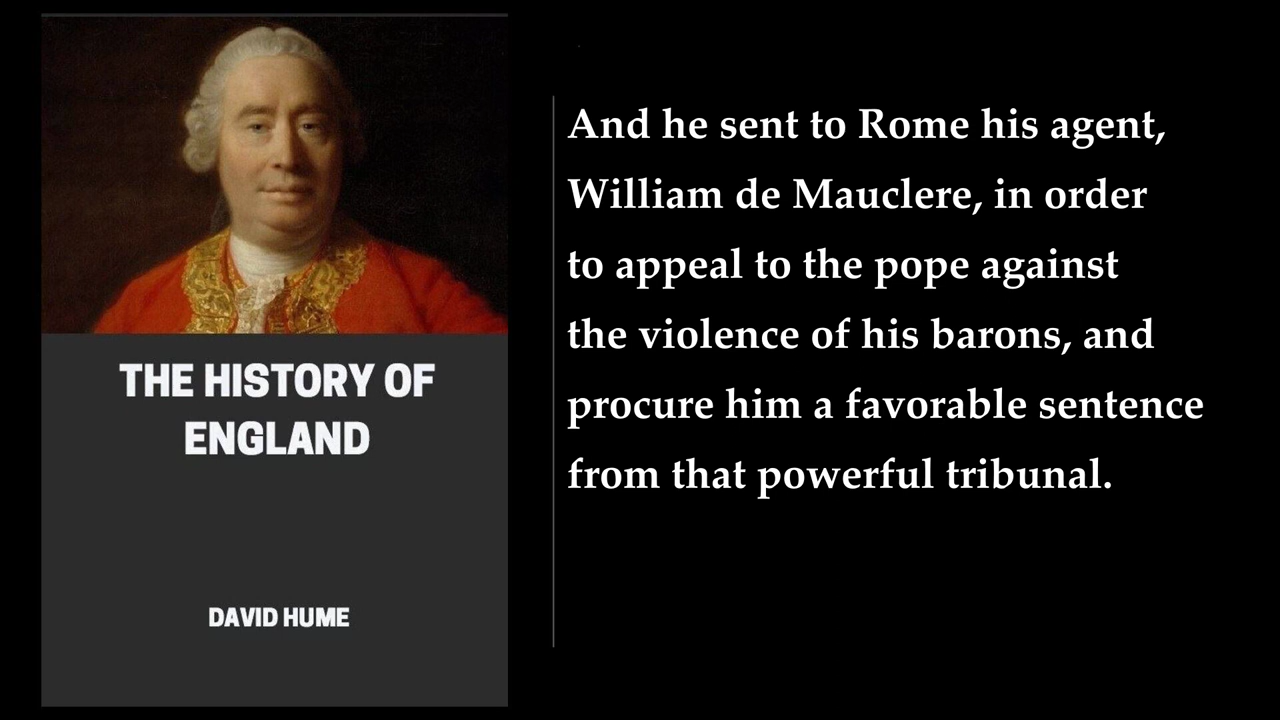 THE HISTORY OF
ENGLAND
DAVID HUME
And he sent to Rome his agent,
William de Mauclere, in order
to appeal to the pope against
the violence of his barons, and
procure him a favorable sentence
from that powerful tribunal.